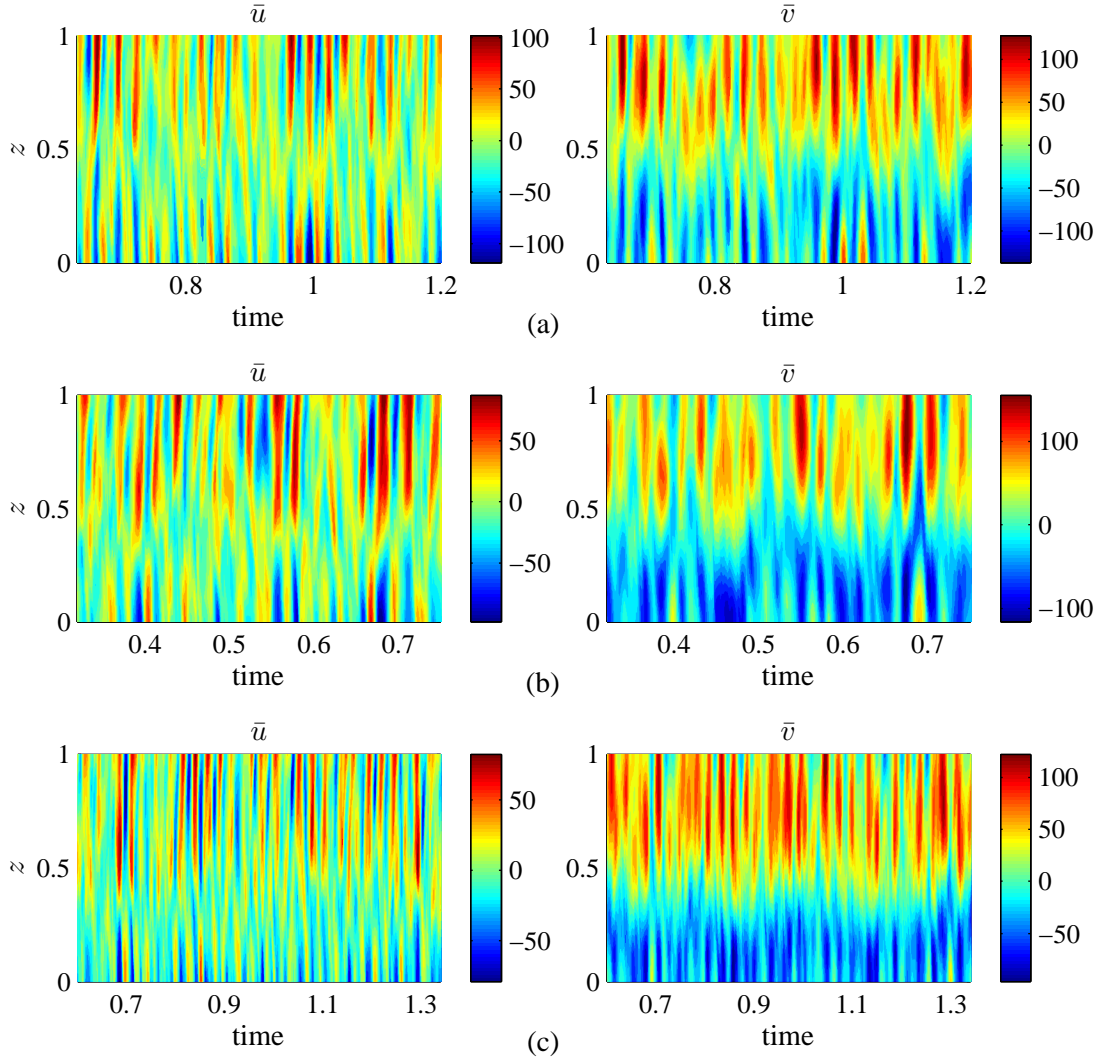 ū v̄
1 100 1 100
50 50
z 0.5 0 0.5 0
−50 −50
−100 −100
0 0
0.8 1 1.2 0.8 1 1.2
time time
(a)
ū v̄
1 1
50 100
z 0.5 0 0.5 0
−50
−100
0 0
0.4 0.5 0.6 0.7 0.4 0.5 0.6 0.7
time time
(b)
ū v̄
1 1
50 100
50
z 0.5 0 0.5 0
−50 −50
0 0
0.7 0.9 1.1 1.3 0.7 0.9 1.1 1.3
time time
(c)